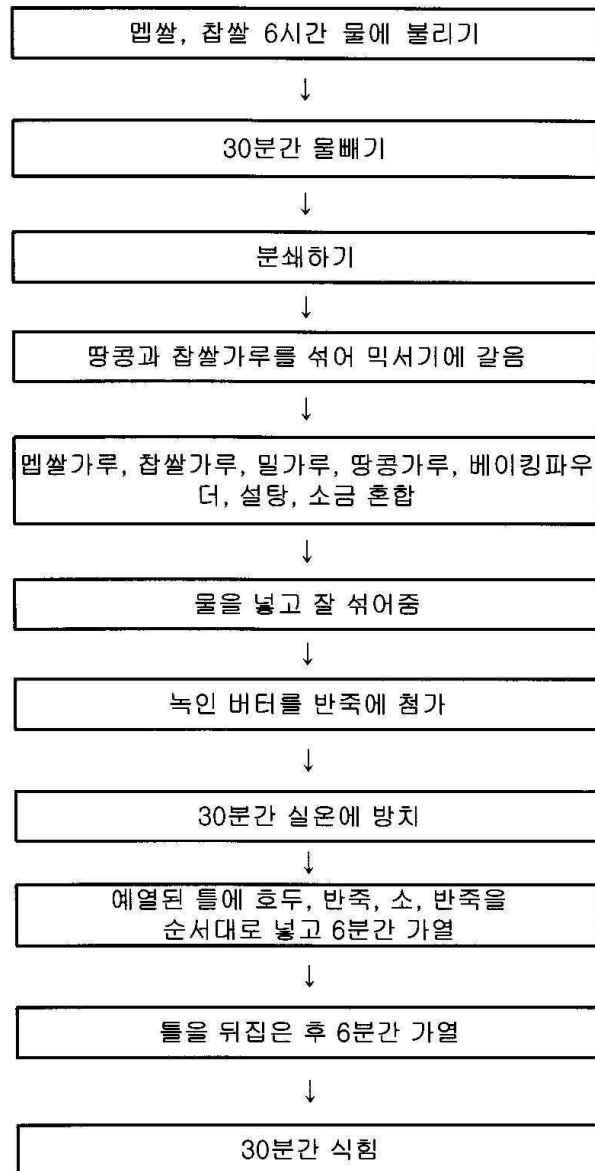 멥쌀, 찹쌀 6시간 물에 불리기
↓
30분간 물빼기
↓
분쇄하기
↓
땅콩과 찹쌀가루를 섞어 믹서기에 갈음
↓
멥쌀가루, 찹쌀가루, 밀가루, 땅콩가루, 베이킹파우
더, 설탕, 소금 혼합
↓
물을 넣고 잘 섞어줌
↓
녹인 버터를 반죽에 첨가
↓
30분간 실온에 방치
↓
예열된 틀에 호두, 반죽, 소, 반죽을
순서대로 넣고 6분간 가열
↓
틀을 뒤집은 후 6분간 가열
↓
30분간 식힘